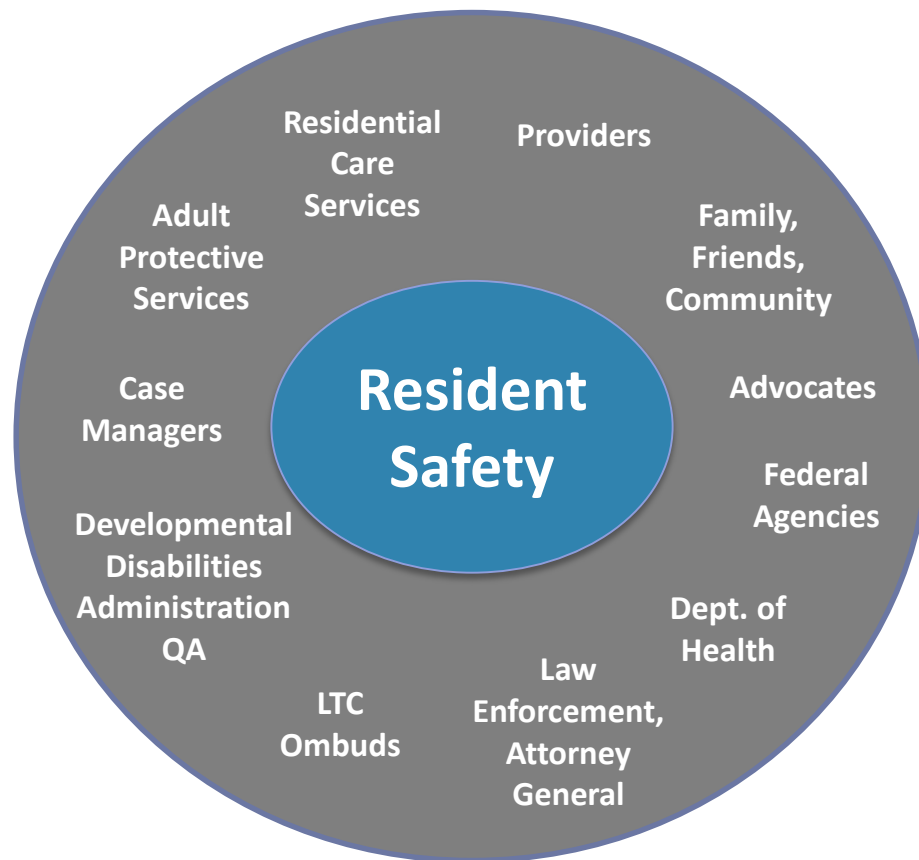 Residential
Care
Services
Providers
Family,
Friends,
Community
Advocates
Federal
Agencies
Dept. of
Health
Law
Enforcement,
Attorney
General
LTC
Ombuds
Developmental
Disabilities
Administration
QA
Case
Managers
Adult
Protective
Services
Resident
Safety